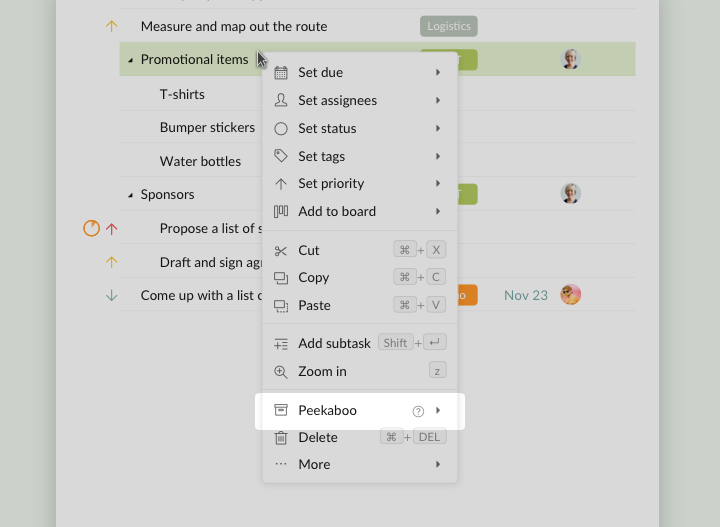 Measure and map out the route Logistics
Promotional items
T-shirts
Bumper stickers
Water bottles
Sponsors
Propose a list of s
Draft and sign agr
Come up with a list o
Nov 23
Set due
Set assignees
Set status
Set tags
Set priority
Add to board
Cut ⌘ + X
Copy ⌘ + C
Paste ⌘ + V
Add subtask Shift + ↵
Zoom in z
Peekaboo ?
Delete ⌘ + DEL
More